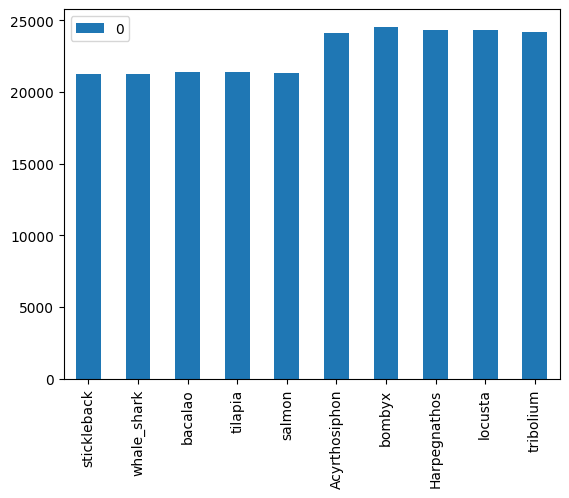 0
25000
20000
15000
10000
5000
0
stickleback
whale_shark
bacalao
tilapia
salmon
Acyrthosiphon
bombyx
Harpegnathos
locusta
tribolium